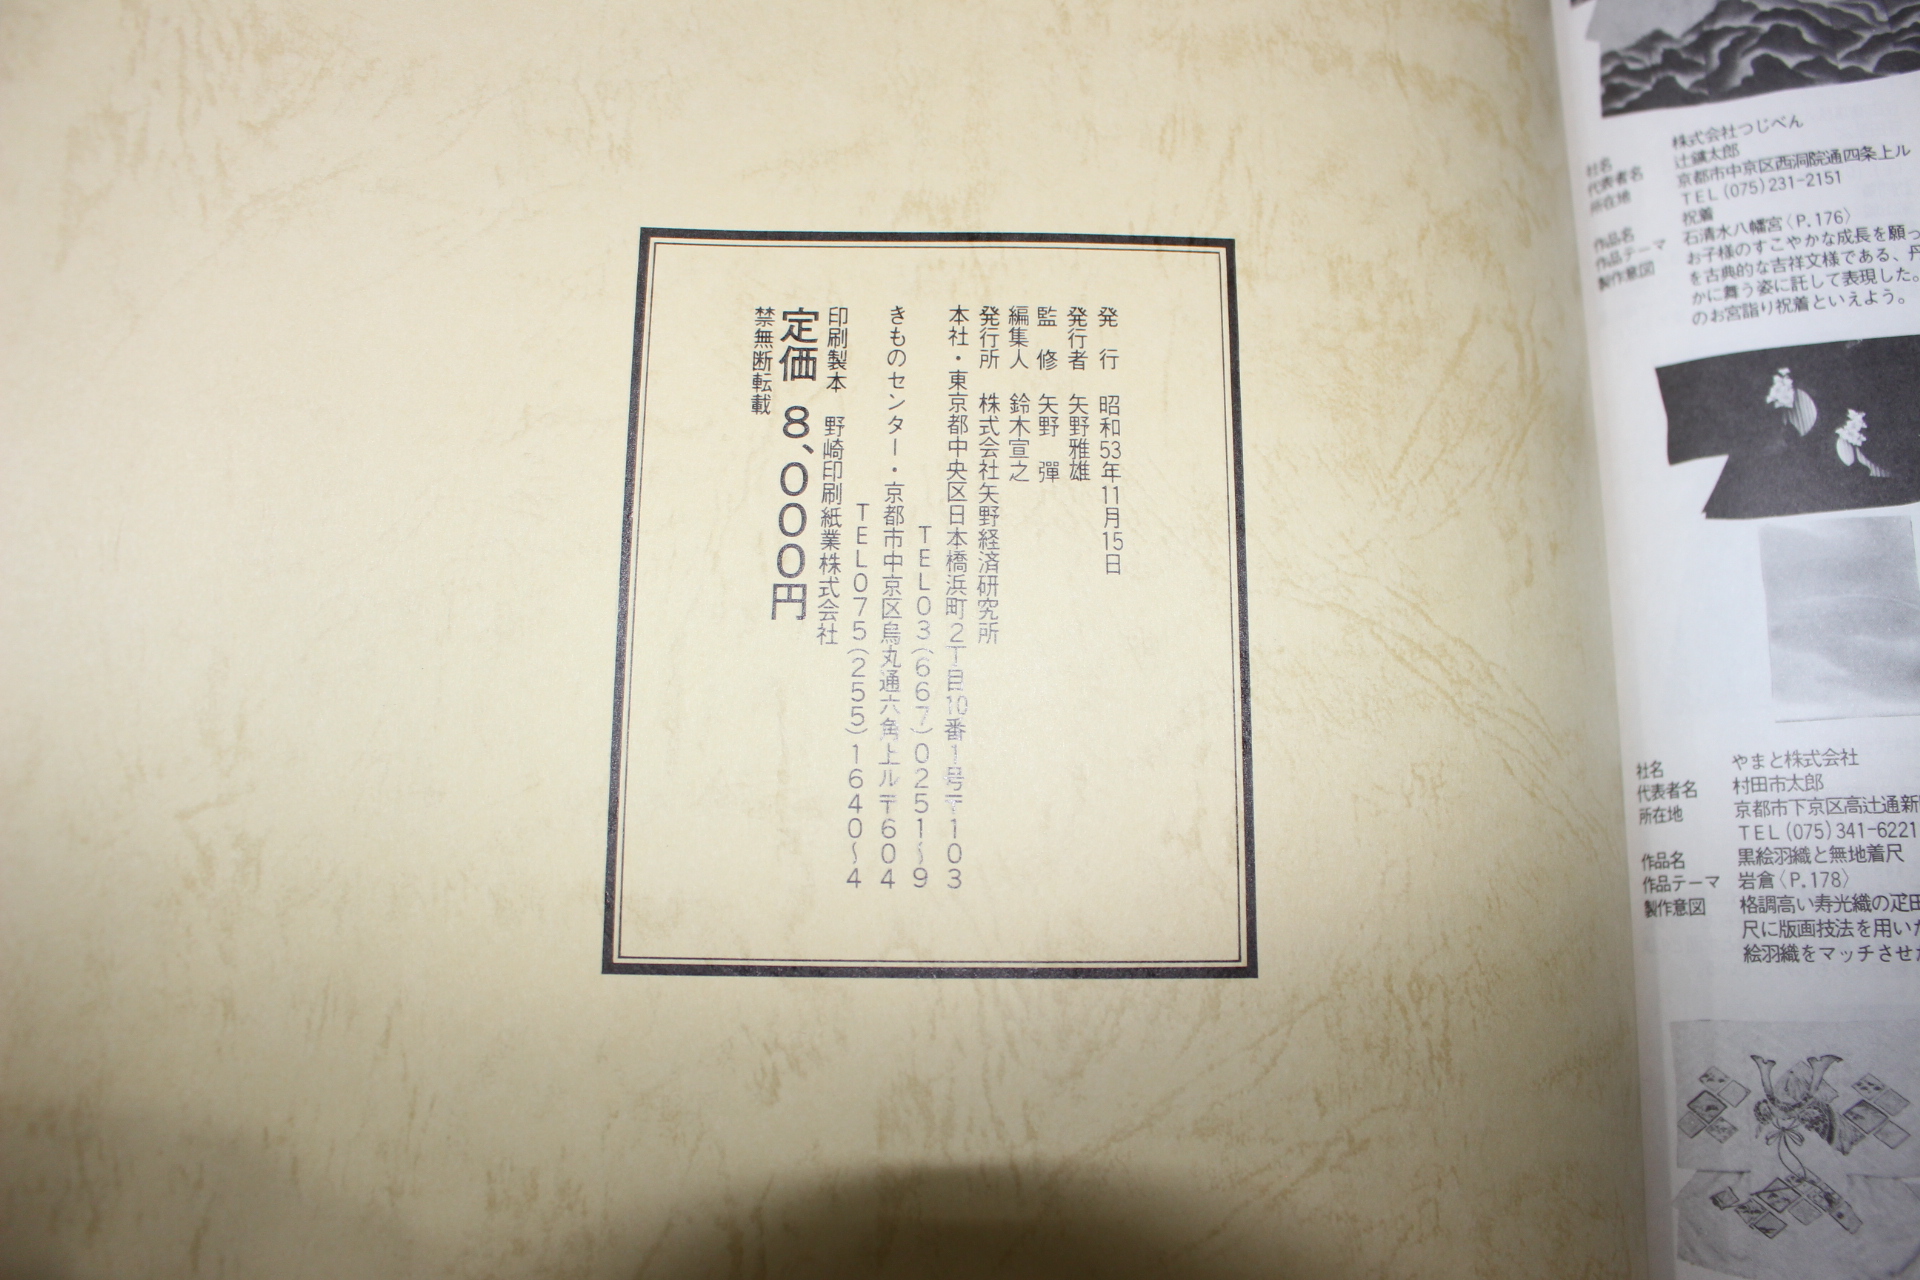 発　行　昭和53年11月15日
発行者　矢野雅雄
監　修　矢野　彈
編集人　鈴木宣之
発行所　株式会社矢野経済研究所
本社・東京都中央区日本橋浜町2丁目10番1号〒103
TEL03(667)0251〜9
きものセンター・京都市中京区烏丸通六角上ル〒604
TEL075(255)1640〜4
印刷製本　野崎印刷紙業株式会社
定価 8,000円
禁無断転載
社名　株式会社つじべん
代表者名　辻鑛太郎
所在地　京都市中京区西洞院通四条上ル
TEL(075)231-2151
作品名　祝着
作品テーマ　石清水八幡宮〈P.176〉
製作意図　お子様のすこやかな成長を願っ
を古典的な吉祥文様である、丹
かに舞う姿に託して表現した。
のお宮詣り祝着といえよう。
社名　やまと株式会社
代表者名　村田市太郎
所在地　京都市下京区高辻通新
TEL(075)341-6221
作品名　黒絵羽織と無地着尺
作品テーマ　岩倉〈P.178〉
製作意図　格調高い寿光織の疋田
尺に版画技法を用いた
絵羽織をマッチさせた